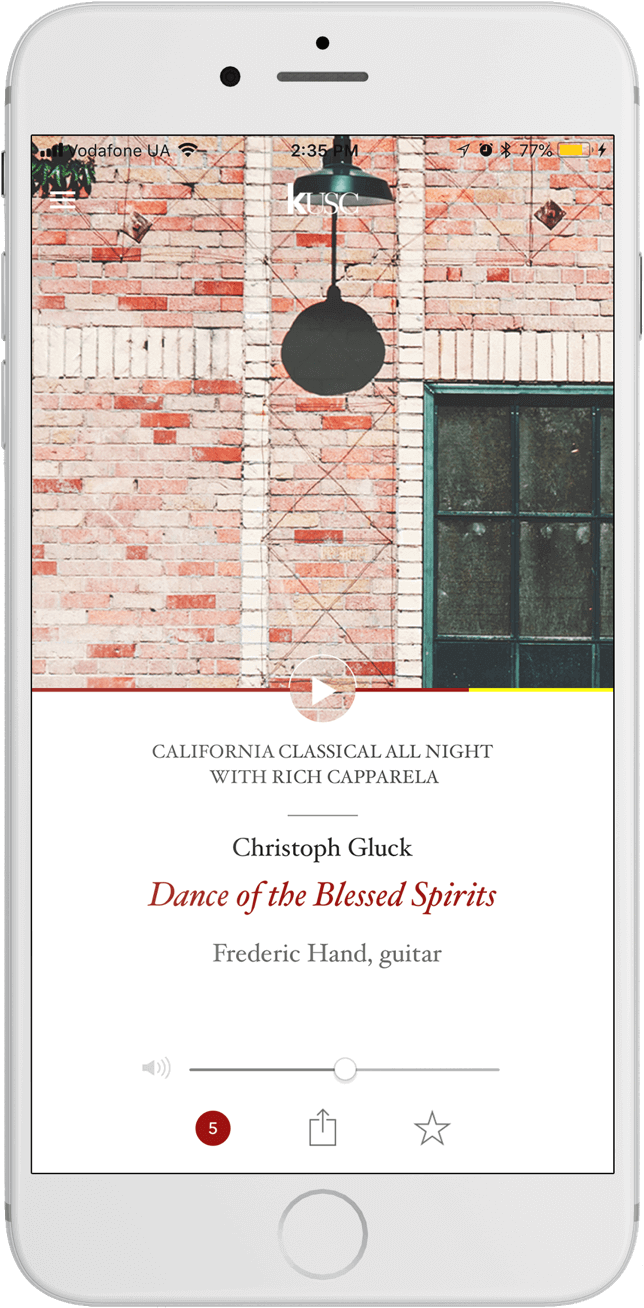 Vodafone UA 2:35 PM 77%
kUSC
CALIFORNIA CLASSICAL ALL NIGHT
WITH RICH CAPPARELA
Christoph Gluck
Dance of the Blessed Spirits
Frederic Hand, guitar
5